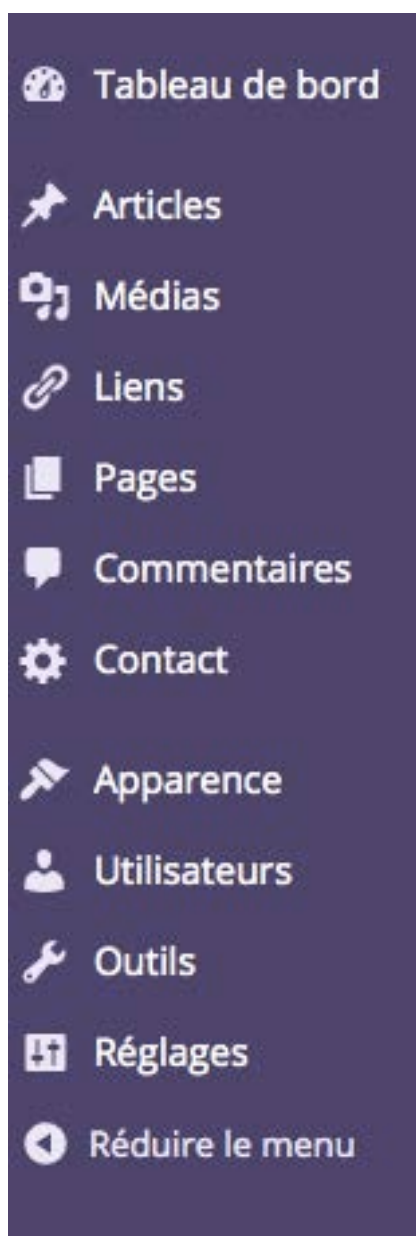 Tableau de bord
Articles
Médias
Liens
Pages
Commentaires
Contact
Apparence
Utilisateurs
Outils
Réglages
Réduire le menu